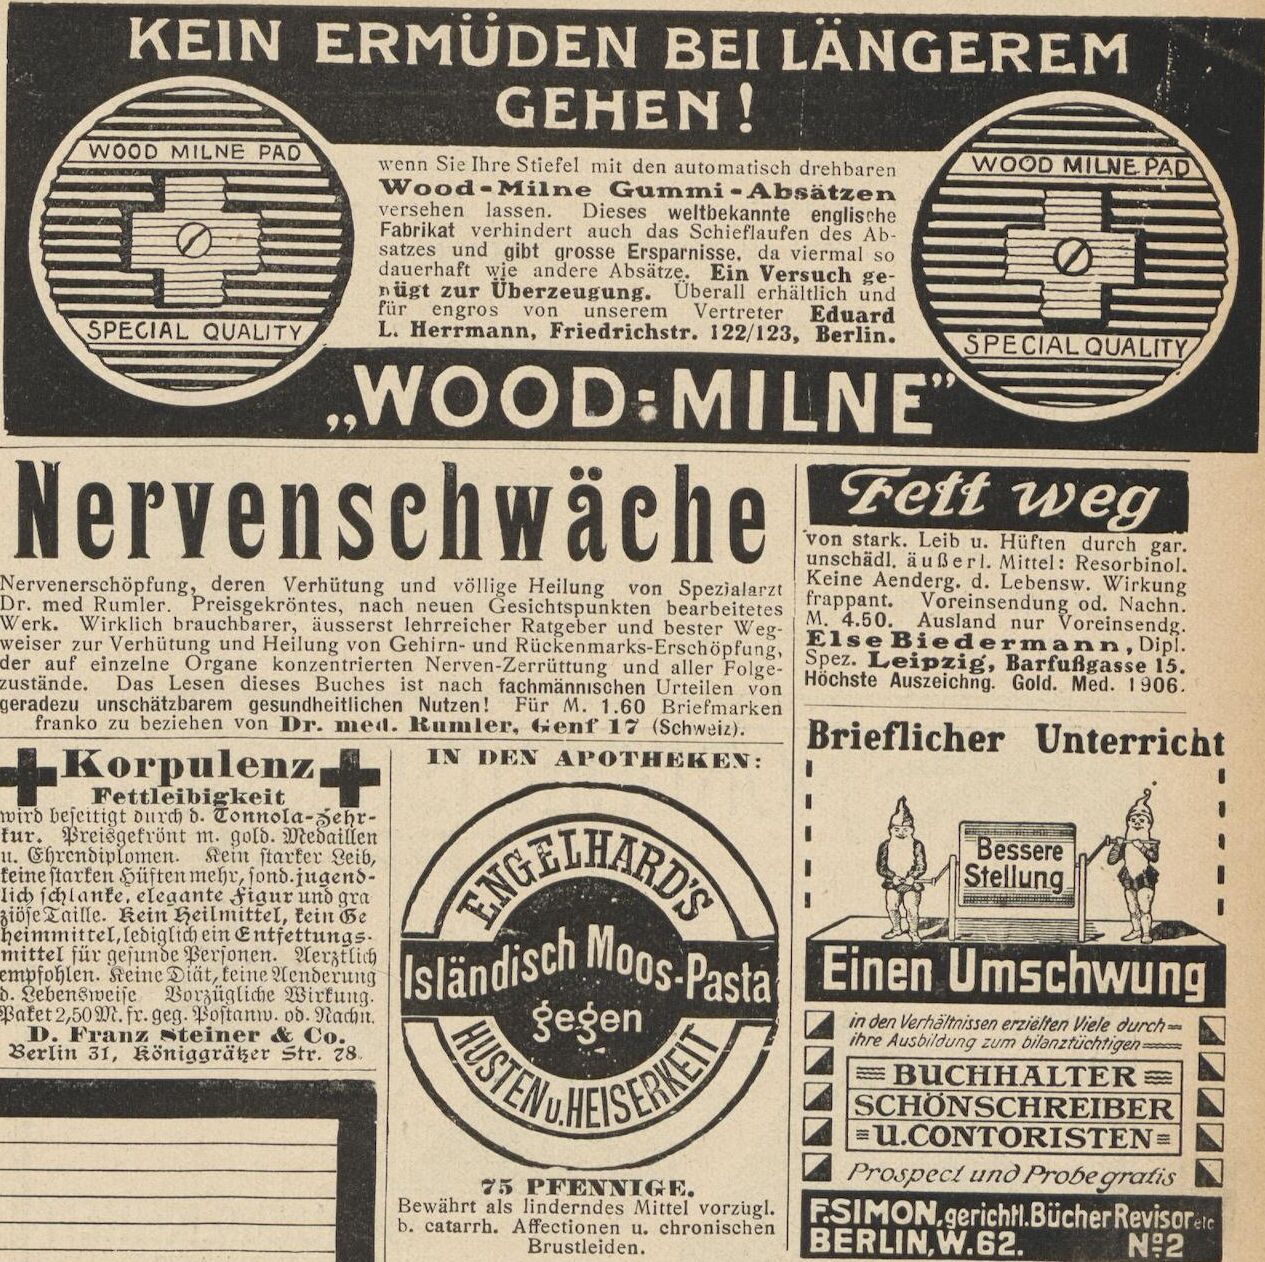 KEIN ERMÜDEN BEI LÄNGEREM
GEHEN!
WOOD MILNE PAD
SPECIAL QUALITY
wenn Sie Ihre Stiefel mit den automatisch drehbaren
Wood-Milne Gummi-Absätzen
versehen lassen. Dieses weltbekannte englische
Fabrikat verhindert auch das Schieflaufen des Ab-
satzes und gibt grosse Ersparnisse, da viermal so
dauerhaft wie andere Absätze. Ein Versuch ge-
nügt zur Überzeugung. Überall erhältlich und
für engros von unserem Vertreter Eduard
L. Herrmann, Friedrichstr. 122/123, Berlin.
WOOD MILNE PAD
SPECIAL QUALITY
„WOOD-MILNE”
Nervenschwäche
Nervenerschöpfung, deren Verhütung und völlige Heilung von Spezialarzt
Dr. med Rumler. Preisgekröntes, nach neuen Gesichtspunkten bearbeitetes
Werk. Wirklich brauchbarer, äusserst lehrreicher Ratgeber und bester Weg-
weiser zur Verhütung und Heilung von Gehirn- und Rückenmarks-Erschöpfung,
der auf einzelne Organe konzentrierten Nerven-Zerrüttung und aller Folge-
zustände. Das Lesen dieses Buches ist nach fachmännischen Urteilen von
geradezu unschätzbarem gesundheitlichen Nutzen! Für M. 1.60 Briefmarken
franko zu beziehen von Dr. med. Rumler, Genf 17 (Schweiz).
Fett weg
von stark. Leib u. Hüften durch gar.
unschädl. äußerl. Mittel: Resorbinol.
Keine Aenderg. d. Lebensw. Wirkung
frappant. Voreinsendung od. Nachn.
M. 4.50. Ausland nur Voreinsendg.
Else Biedermann, Dipl.
Spez. Leipzig, Barfußgasse 15.
Höchste Auszeichng. Gold. Med. 1906.
Korpulenz
Fettleibigkeit
wird beseitigt durch d. Tonnola-Zehr-
kur. Preisgekrönt m. gold. Medaillen
u. Ehrendiplomen. Kein starker Leib,
keine starken Hüften mehr, sond. jugend-
lich schlanke, elegante Figur und gra
ziöse Taille. Kein Heilmittel, kein Ge
heimmittel, lediglich ein Entfettungs-
mittel für gesunde Personen. Aerztlich
empfohlen. Keine Diät, keine Aenderung
d. Lebensweise Vorzügliche Wirkung.
Paket 2,50 M. fr. geg. Postanw. od. Nachn.
D. Franz Steiner & Co.
Berlin 31, Königgrätzer Str. 78.
IN DEN APOTHEKEN:
ENGELHARD'S
Isländisch Moos-Pasta
gegen
HUSTEN u. HEISERKEIT
75 PFENNIGE.
Bewährt als linderndes Mittel vorzügl.
b. catarrh. Affectionen u. chronischen
Brustleiden.
Brieflicher Unterricht
Bessere
Stellung
Einen Umschwung
in den Verhältnissen erzielten Viele durch
ihre Ausbildung zum bilanztüchtigen
BUCHHALTER
SCHÖNSCHREIBER
U. CONTORISTEN
Prospect und Probe gratis
F. SIMON, gerichtl. Bücher Revisor etc
BERLIN, W. 62. No 2